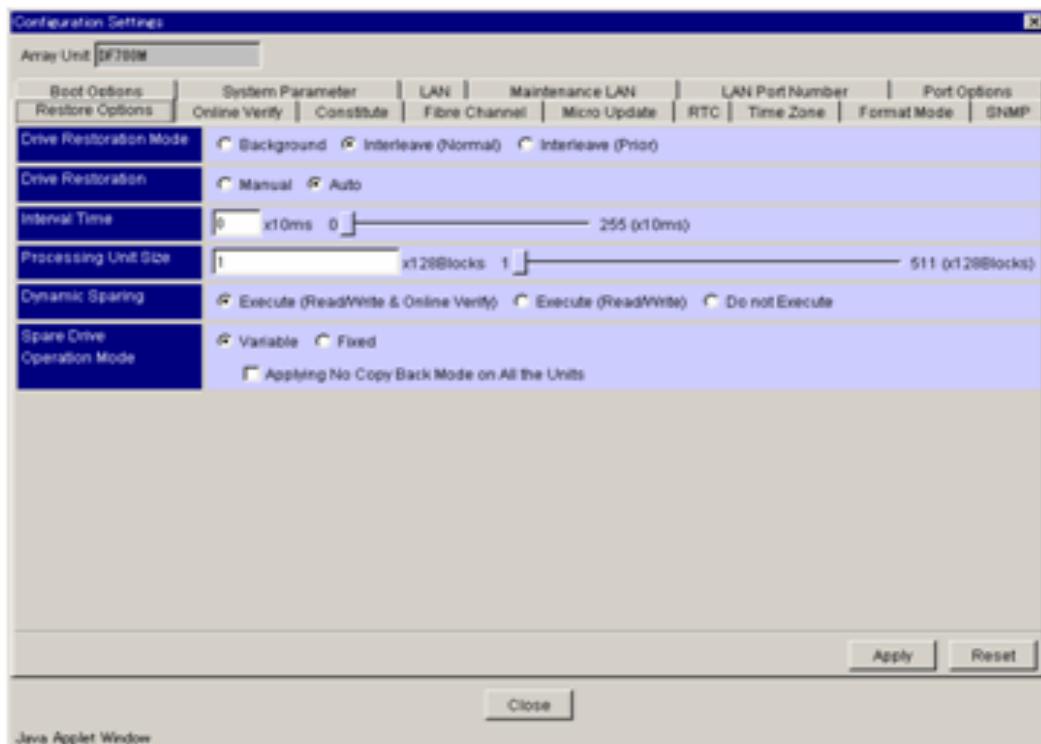 Configuration Settings
Array Unit DF700M
Boot Options System Parameter LAN Maintenance LAN LAN Port Number Port Options
Restore Options Online Verify Constitute Fibre Channel Micro Update RTC Time Zone Format Mode SNMP
Drive Restoration Mode Background Interleave (Normal) Interleave (Prior)
Drive Restoration Manual Auto
Interval Time 0 x10ms 0 255 (x10ms)
Processing Unit Size 1 x128Blocks 1 511 (x128Blocks)
Dynamic Sparing Execute (Read/Write & Online Verify) Execute (Read/Write) Do not Execute
Spare Drive
Operation Mode
Variable Fixed
Applying No Copy Back Mode on All the Units
Apply Reset
Close
Java Applet Window